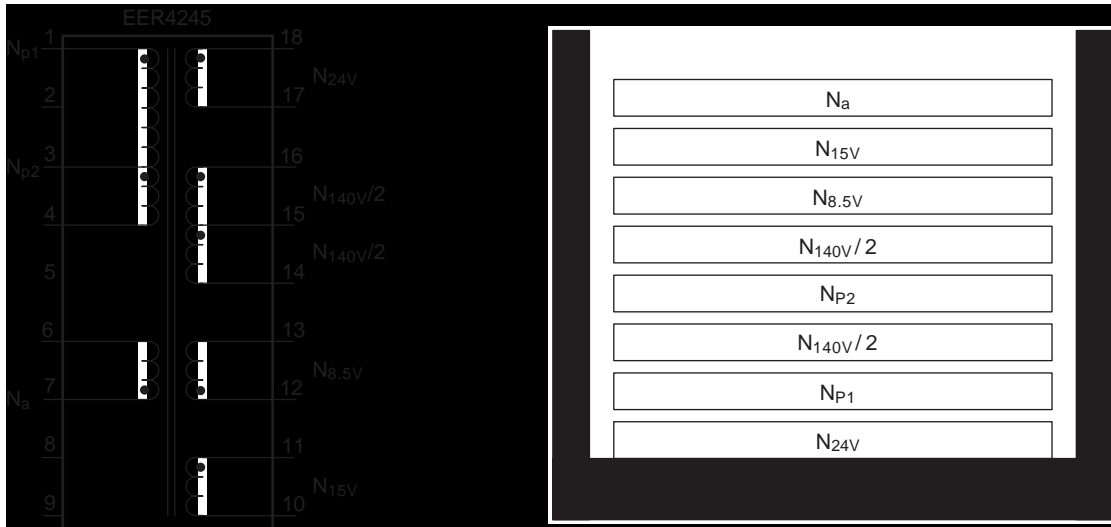 EER4245
Np1
1
18
N24V
2
17
3
16
Np2
N140V/2
4
15
N140V/2
5
14
6
13
N8.5V
7
12
Na
8
11
N15V
9
10
Na
N15V
N8.5V
N140V/2
NP2
N140V/2
NP1
N24V